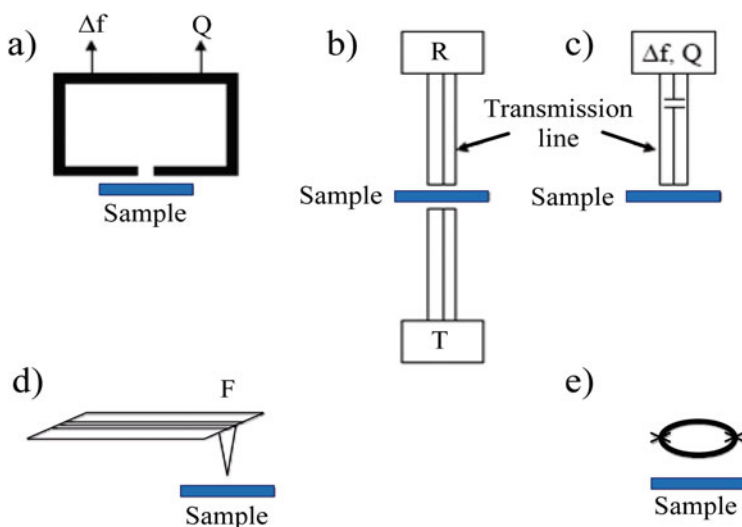 a)
Δf
Q
Sample
b)
R
Transmission
line
Sample
T
c)
Δf, Q
Sample
d)
F
Sample
e)
Sample